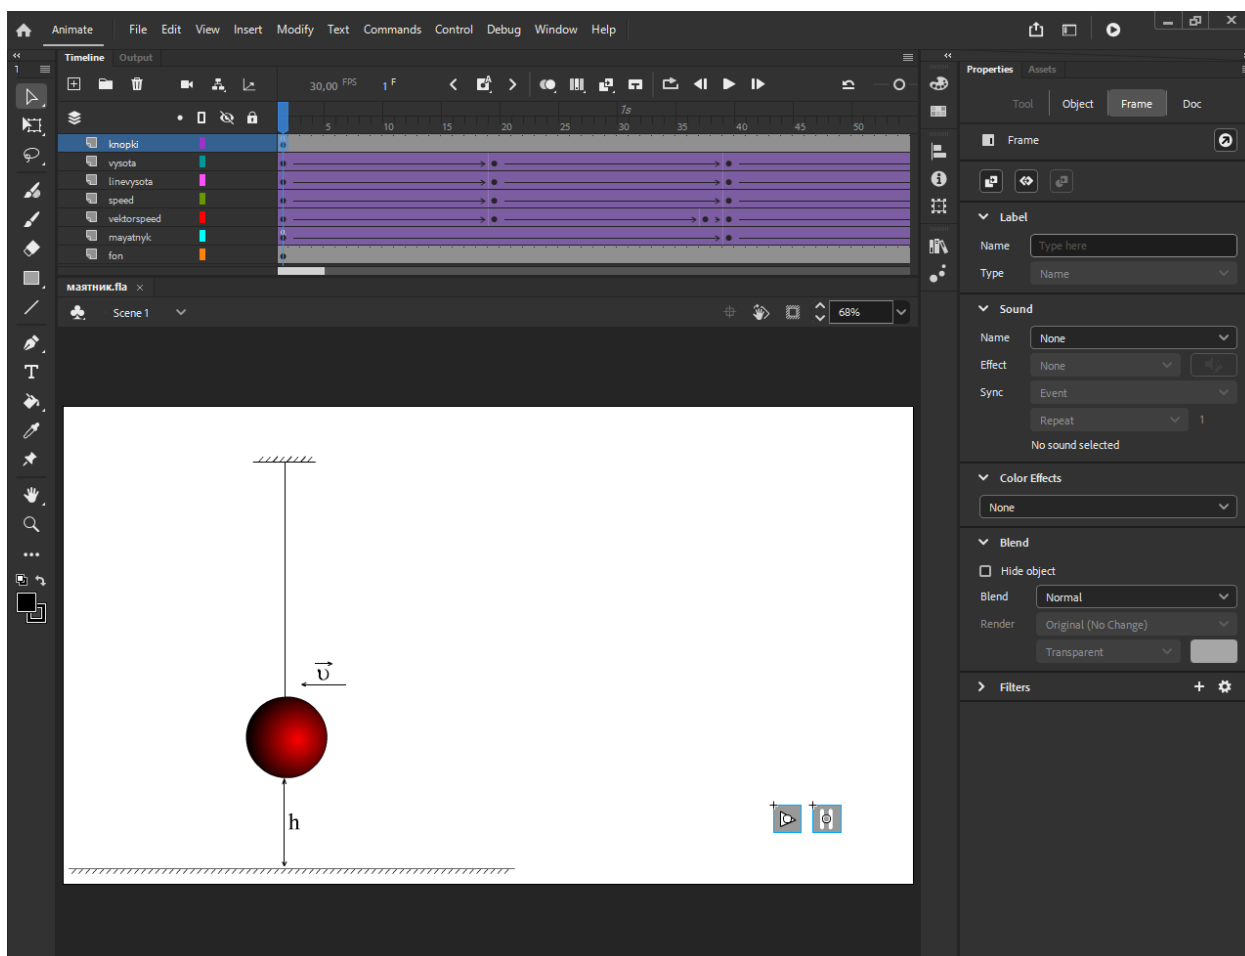 Animate File Edit View Insert Modify Text Commands Control Debug Window Help
Timeline Output
30,00 FPS 1 F
1s
5 10 15 20 25 30 35 40 45 50
knopki
vysota
linevysota
speed
vektorspeed
mayatnyk
fon
маятник.fla ×
Scene 1 68%
υ
h
Properties Assets
Tool Object Frame Doc
Frame
Label
Name Type here
Type Name
Sound
Name None
Effect None
Sync Event
Repeat 1
No sound selected
Color Effects
None
Blend
Hide object
Blend Normal
Render Original (No Change)
Transparent
Filters